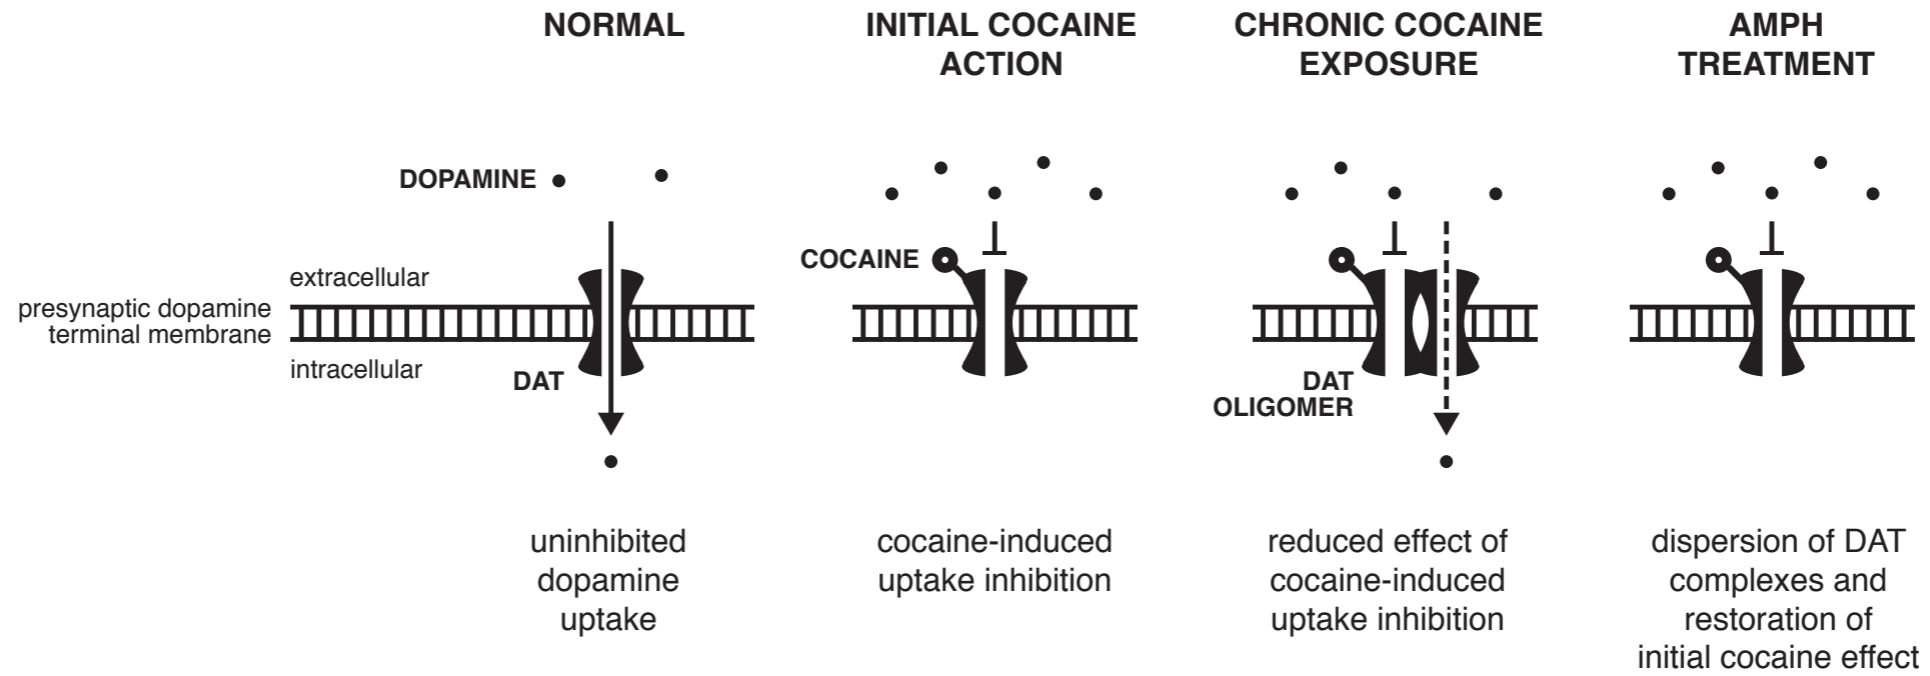 NORMAL
INITIAL COCAINE
ACTION
CHRONIC COCAINE
EXPOSURE
AMPH
TREATMENT
DOPAMINE
COCAINE
extracellular
presynaptic dopamine
terminal membrane
intracellular
DAT
DAT
OLIGOMER
uninhibited
dopamine
uptake
cocaine-induced
uptake inhibition
reduced effect of
cocaine-induced
uptake inhibition
dispersion of DAT
complexes and
restoration of
initial cocaine effect